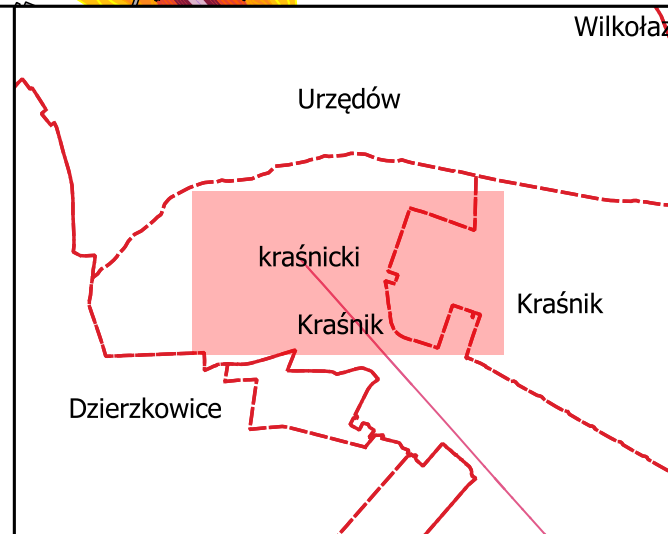 Wilkołaz
Urzędów
kraśnicki
Kraśnik
Kraśnik
Dzierzkowice